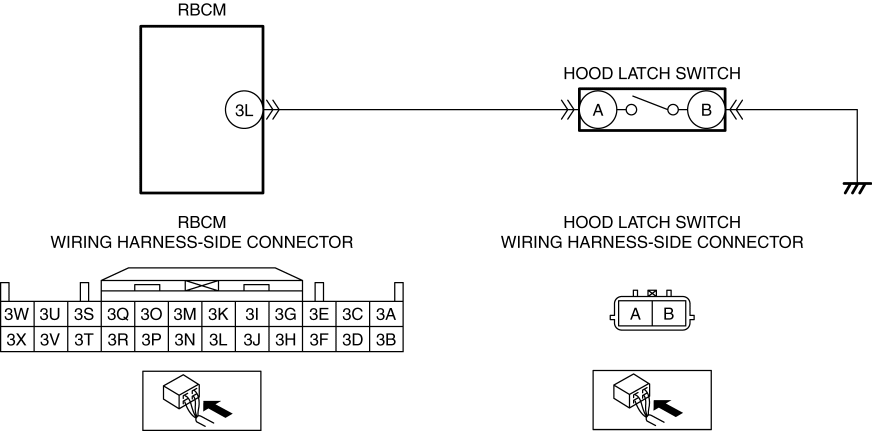 RBCM
HOOD LATCH SWITCH
3L
A
B
RBCM
WIRING HARNESS-SIDE CONNECTOR
HOOD LATCH SWITCH
WIRING HARNESS-SIDE CONNECTOR
3W 3U 3S 3Q 3O 3M 3K 3I 3G 3E 3C 3A
3X 3V 3T 3R 3P 3N 3L 3J 3H 3F 3D 3B
A B